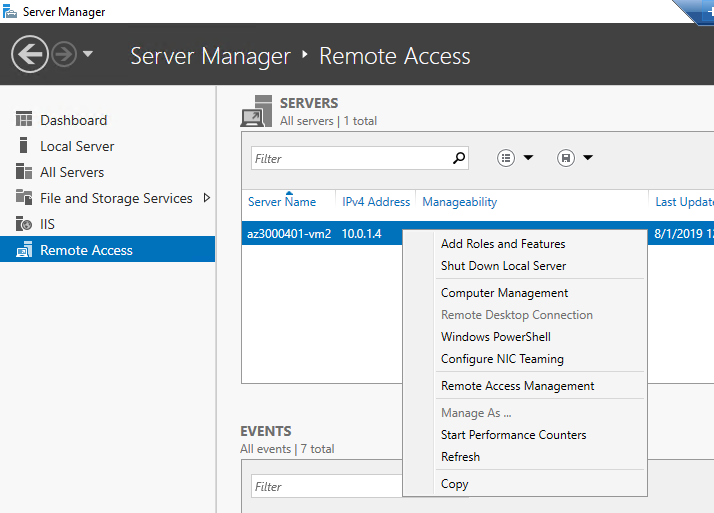 Server Manager
Server Manager ‣ Remote Access
Dashboard
Local Server
All Servers
File and Storage Services
IIS
Remote Access
SERVERS
All servers | 1 total
Filter
Server Name IPv4 Address Manageability Last Update
az3000401-vm2 10.0.1.4 8/1/2019
Add Roles and Features
Shut Down Local Server
Computer Management
Remote Desktop Connection
Windows PowerShell
Configure NIC Teaming
Remote Access Management
Manage As ...
Start Performance Counters
Refresh
Copy
EVENTS
All events | 7 total
Filter